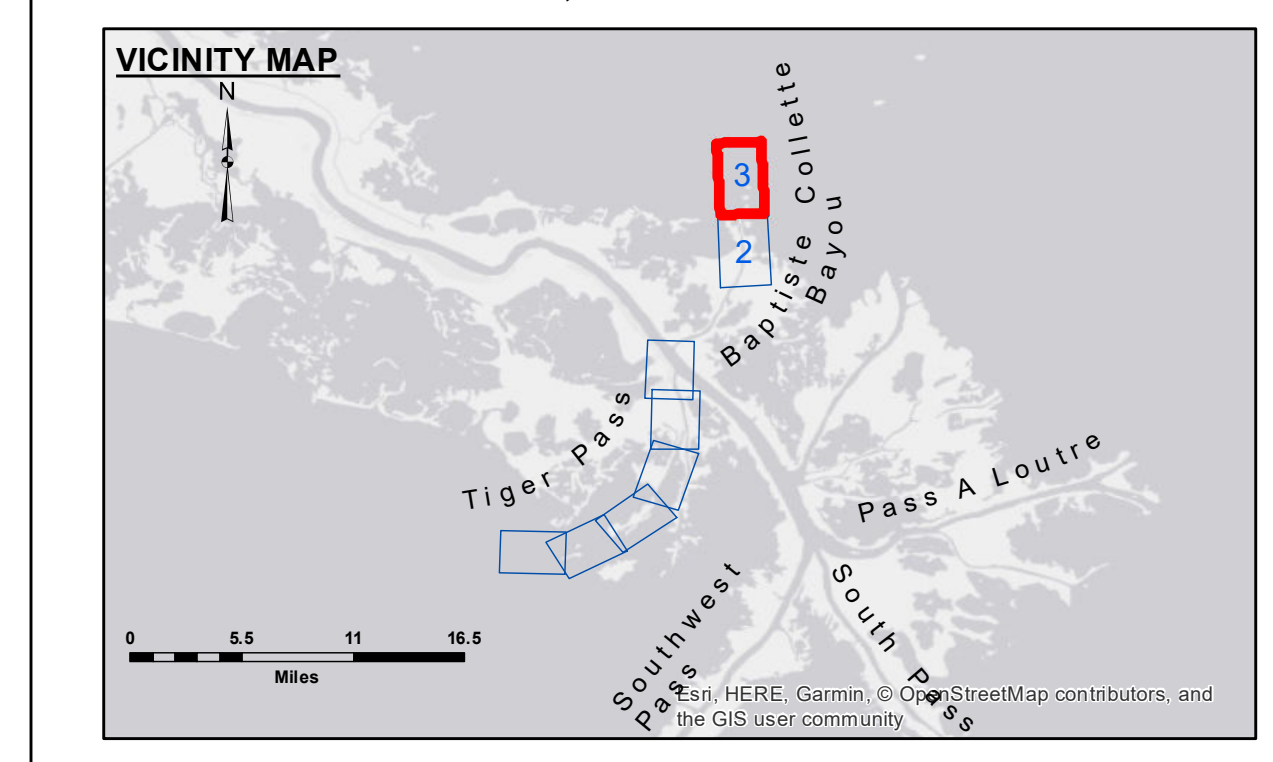 VICINITY MAP
N
3
2
Baptiste Collette
Bayou
Tiger Pass
Pass A Loutre
Southwest
Pass
South Pass
0 5.5 11 16.5
Miles
Esri, HERE, Garmin, © OpenStreetMap contributors, and
the GIS user community